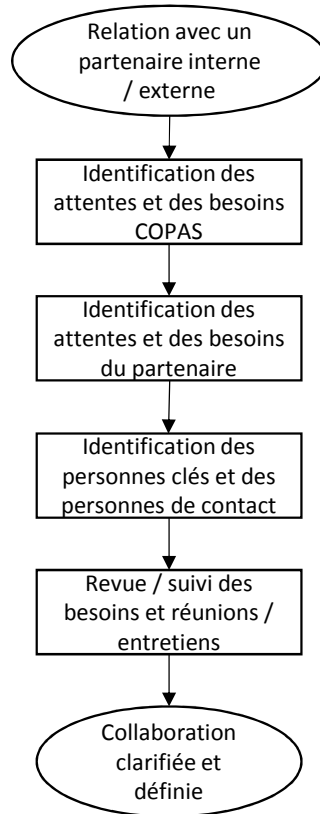 Relation avec un
partenaire interne
/ externe
Identification des
attentes et des besoins
COPAS
Identification des
attentes et des besoins
du partenaire
Identification des
personnes clés et des
personnes de contact
Revue / suivi des
besoins et réunions /
entretiens
Collaboration
clarifiée et
définie